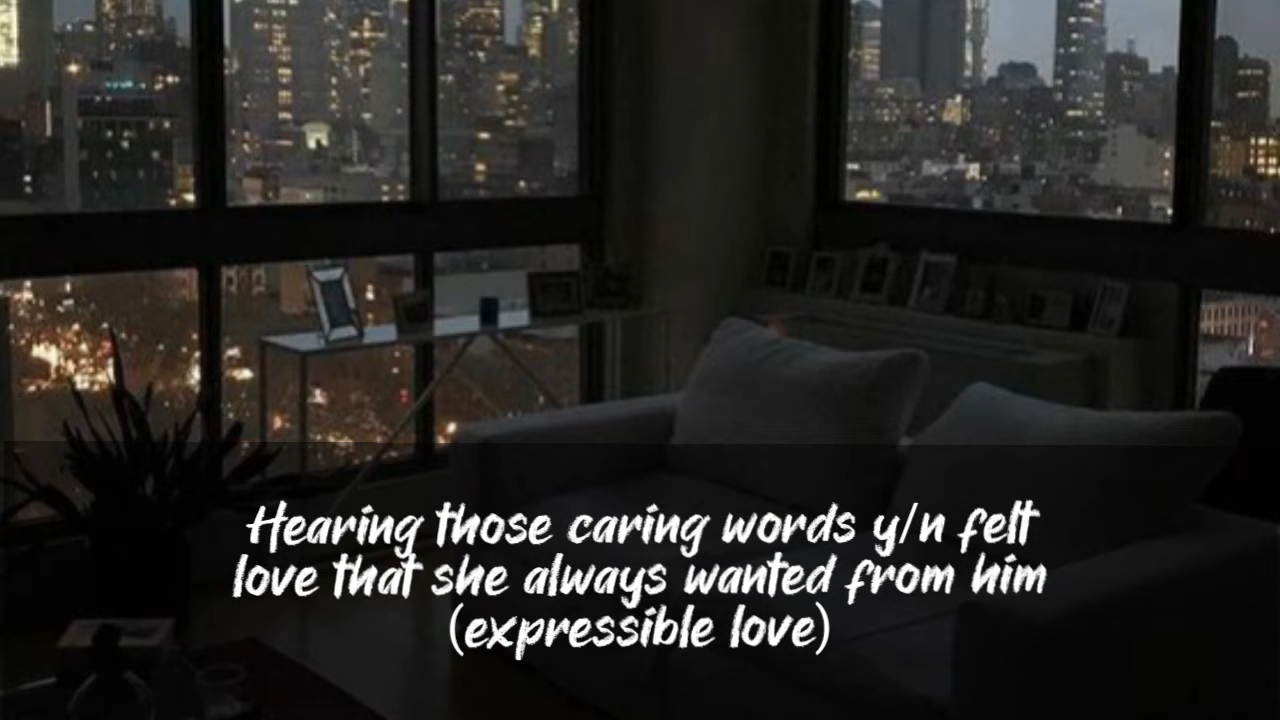 Hearing those caring words y/n felt
love that she always wanted from him
(expressible love)